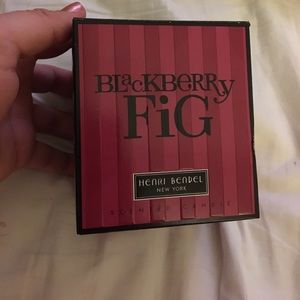 BLacKBeRRy
FiG
HENRI BENDEL
NEW YORK
SCENTED CANDLE